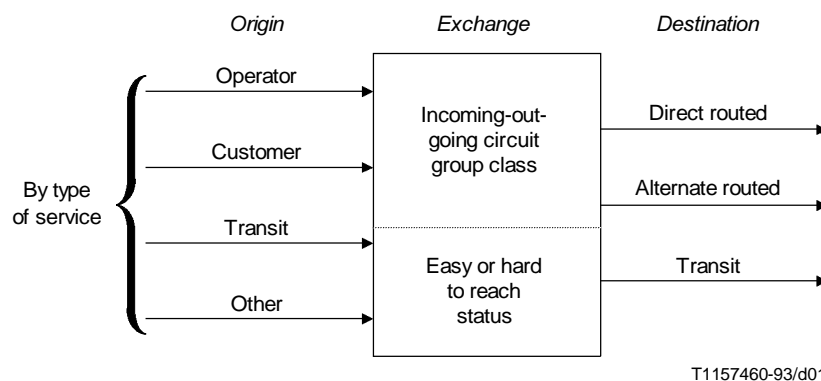 Origin
Exchange
Destination
Operator
Customer
Transit
Other
By type
of service
Incoming-out-
going circuit
group class
Easy or hard
to reach
status
Direct routed
Alternate routed
Transit
T1157460-93/d01